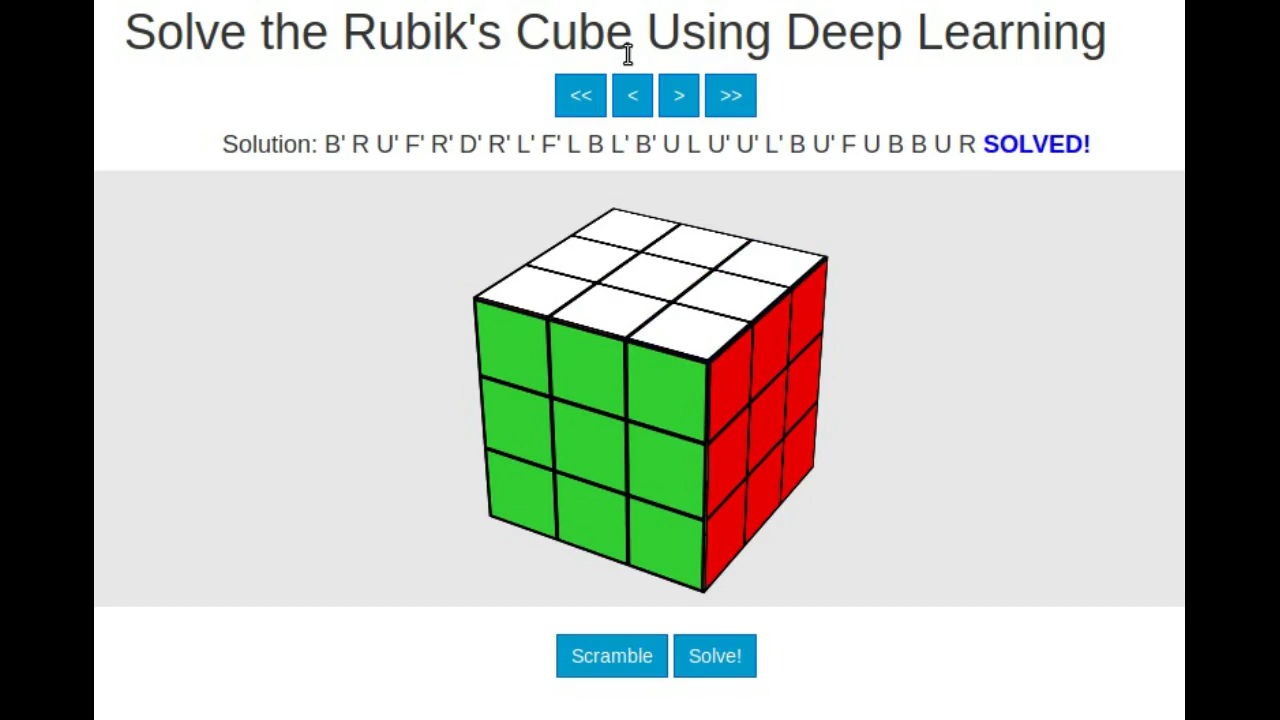 Solve the Rubik's Cube Using Deep Learning
<< < > >>
Solution: B' R U' F' R' D' R' L' F' L B L' B' U L U' U' L' B U' F U B B U R SOLVED!
Scramble Solve!